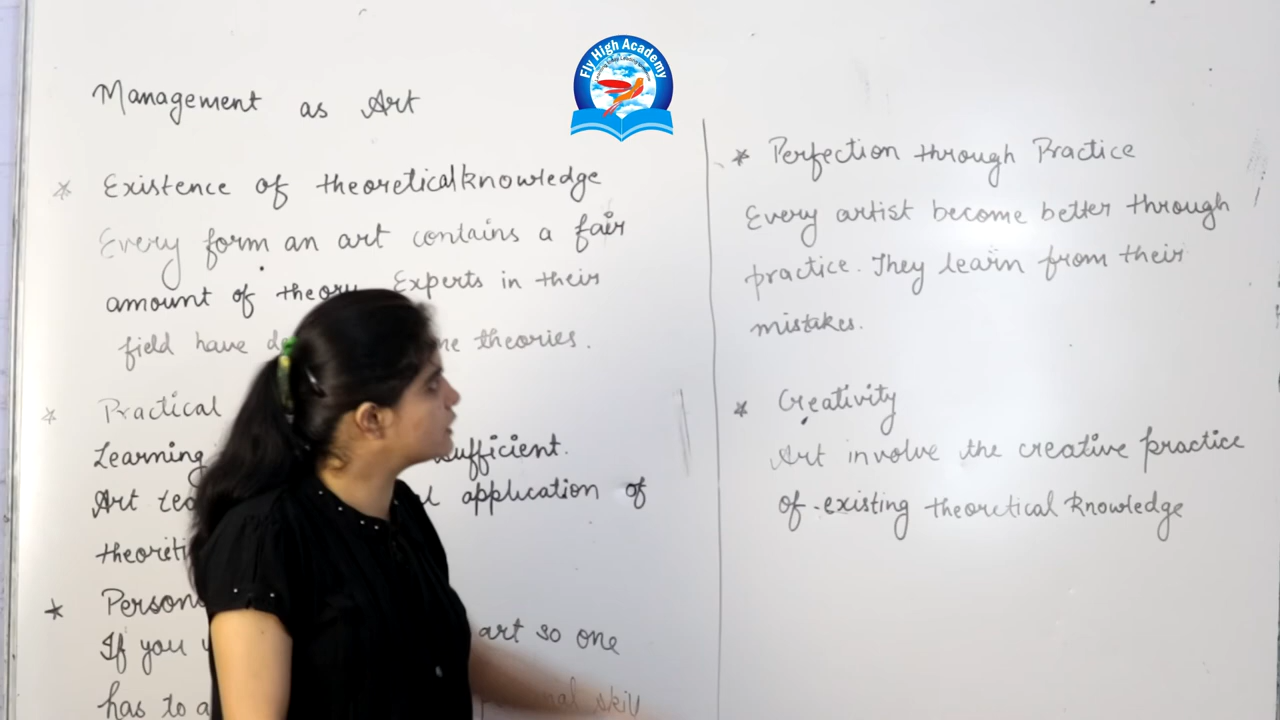 Fly High Academy
Management as Art
* Existence of theoretical knowledge
Every form an art contains a fair
amount of theory. Experts in their
field have theories.
* Practical
Learning sufficient.
Art application of
* 
If you art so one
has to skill
* Perfection through Practice
Every artist become better through
practice. They learn from their
mistakes.
* Creativity
Art involve the creative practice
of existing theoretical knowledge